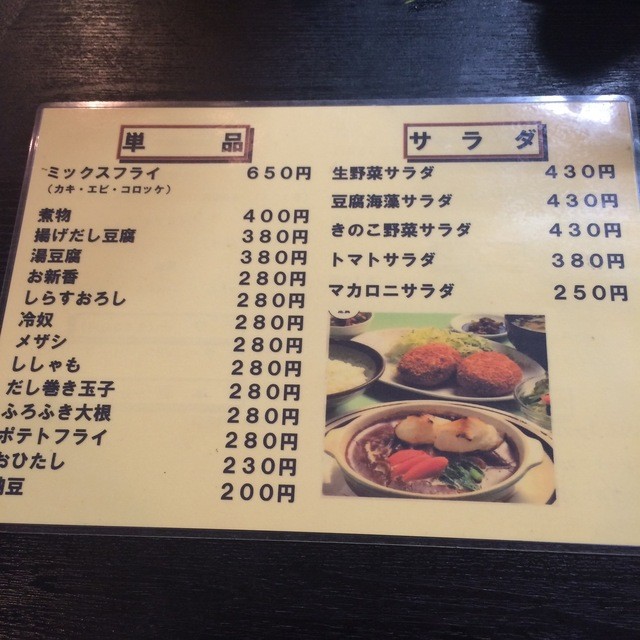 単品
ミックスフライ 650円
(カキ・エビ・コロッケ)
煮物 400円
揚げだし豆腐 380円
湯豆腐 380円
お新香 280円
しらすおろし 280円
冷奴 280円
メザシ 280円
ししゃも 280円
だし巻き玉子 280円
ふろふき大根 280円
ポテトフライ 280円
おひたし 230円
納豆 200円
サラダ
生野菜サラダ 430円
豆腐海藻サラダ 430円
きのこ野菜サラダ 430円
トマトサラダ 380円
マカロニサラダ 250円